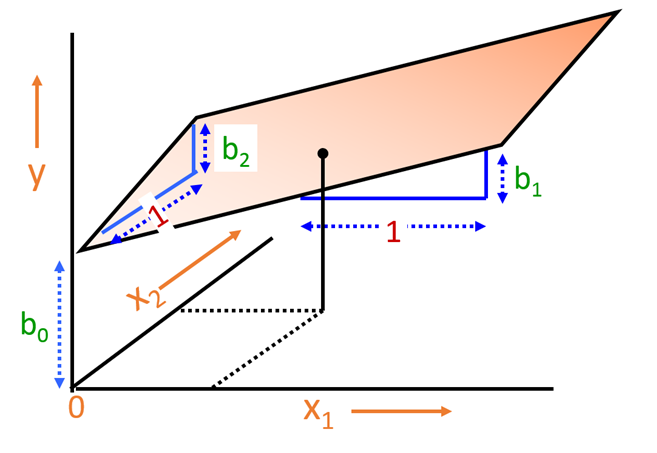 b₂
y
1
b₁
1
x₂
b₀
0
x₁